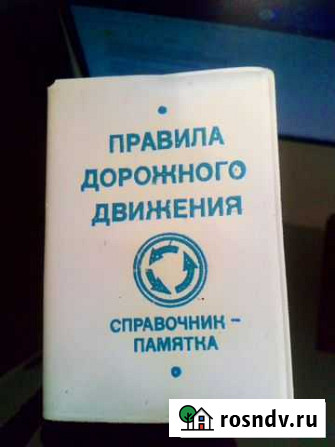 ПРАВИЛА
ДОРОЖНОГО
ДВИЖЕНИЯ
СПРАВОЧНИК -
ПАМЯТКА
rosndv.ru